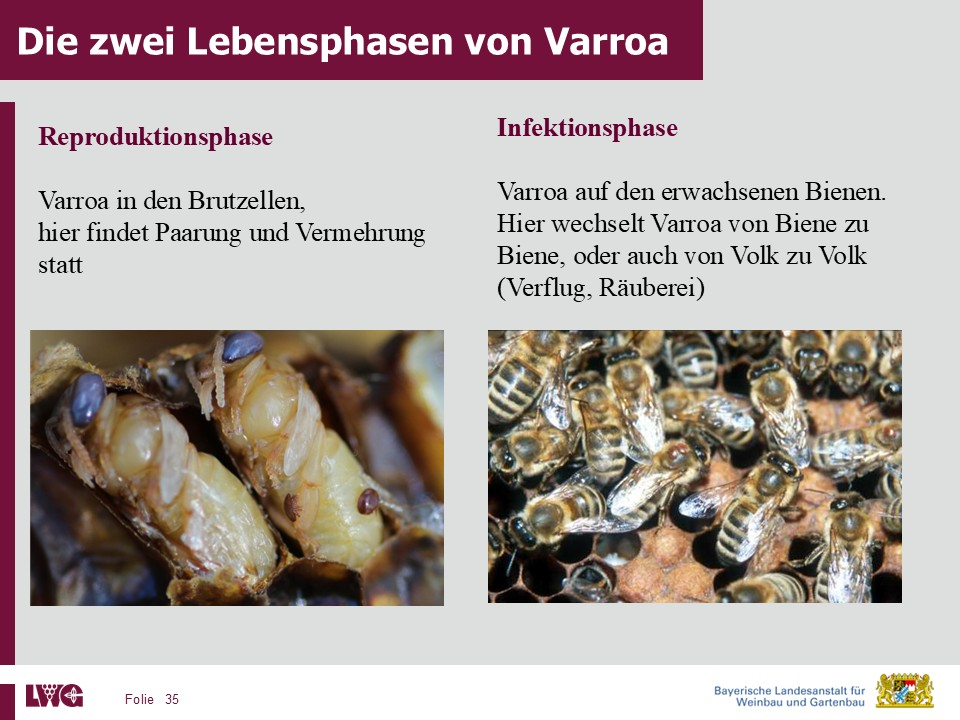 Die zwei Lebensphasen von Varroa
Reproduktionsphase
Varroa in den Brutzellen,
hier findet Paarung und Vermehrung
statt
Infektionsphase
Varroa auf den erwachsenen Bienen.
Hier wechselt Varroa von Biene zu
Biene, oder auch von Volk zu Volk
(Verflug, Räuberei)
LWG
Folie 35
Bayerische Landesanstalt für
Weinbau und Gartenbau